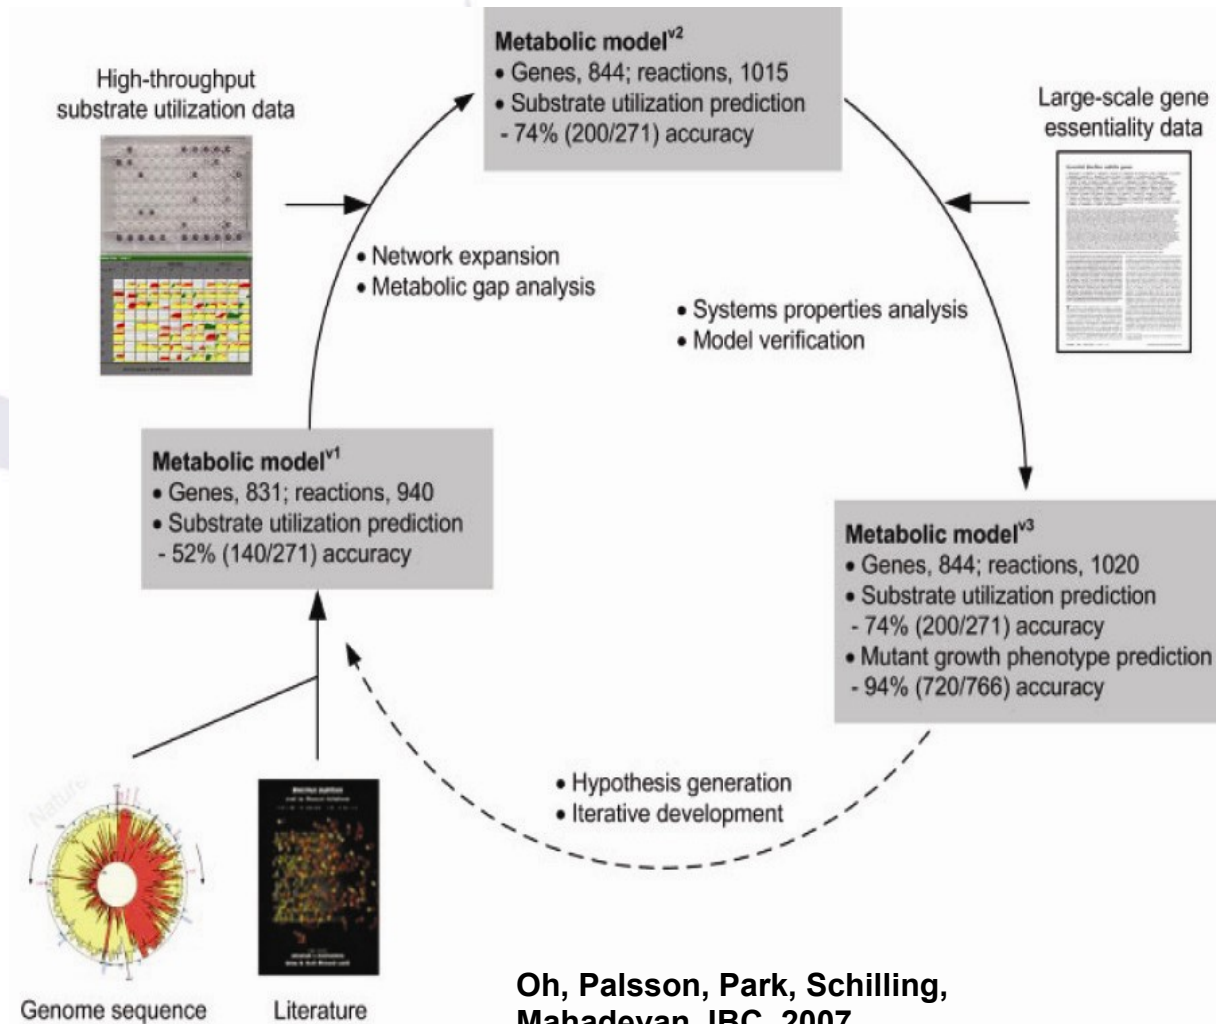 Metabolic model v2
• Genes, 844; reactions, 1015
• Substrate utilization prediction
- 74% (200/271) accuracy
High-throughput
substrate utilization data
Large-scale gene
essentiality data
• Network expansion
• Metabolic gap analysis
• Systems properties analysis
• Model verification
Metabolic model v1
• Genes, 831; reactions, 940
• Substrate utilization prediction
- 52% (140/271) accuracy
Metabolic model v3
• Genes, 844; reactions, 1020
• Substrate utilization prediction
- 74% (200/271) accuracy
• Mutant growth phenotype prediction
- 94% (720/766) accuracy
• Hypothesis generation
• Iterative development
Nature
Genome sequence
Literature
Oh, Palsson, Park, Schilling,
Mahadevan, JBC, 2007